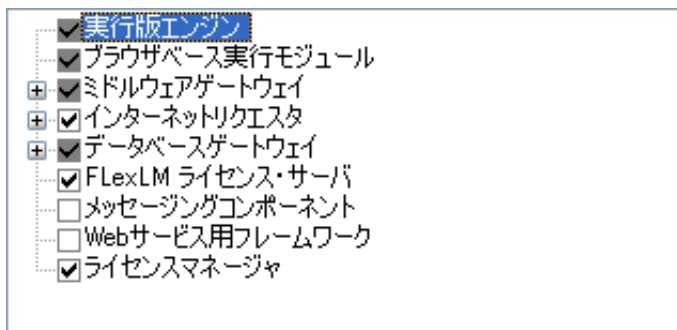 実行版エンジン
ブラウザベース実行モジュール
ミドルウェアゲートウェイ
インターネットリクエスタ
データベースゲートウェイ
FLexLM ライセンス・サーバ
メッセージングコンポーネント
Webサービス用フレームワーク
ライセンスマネージャ